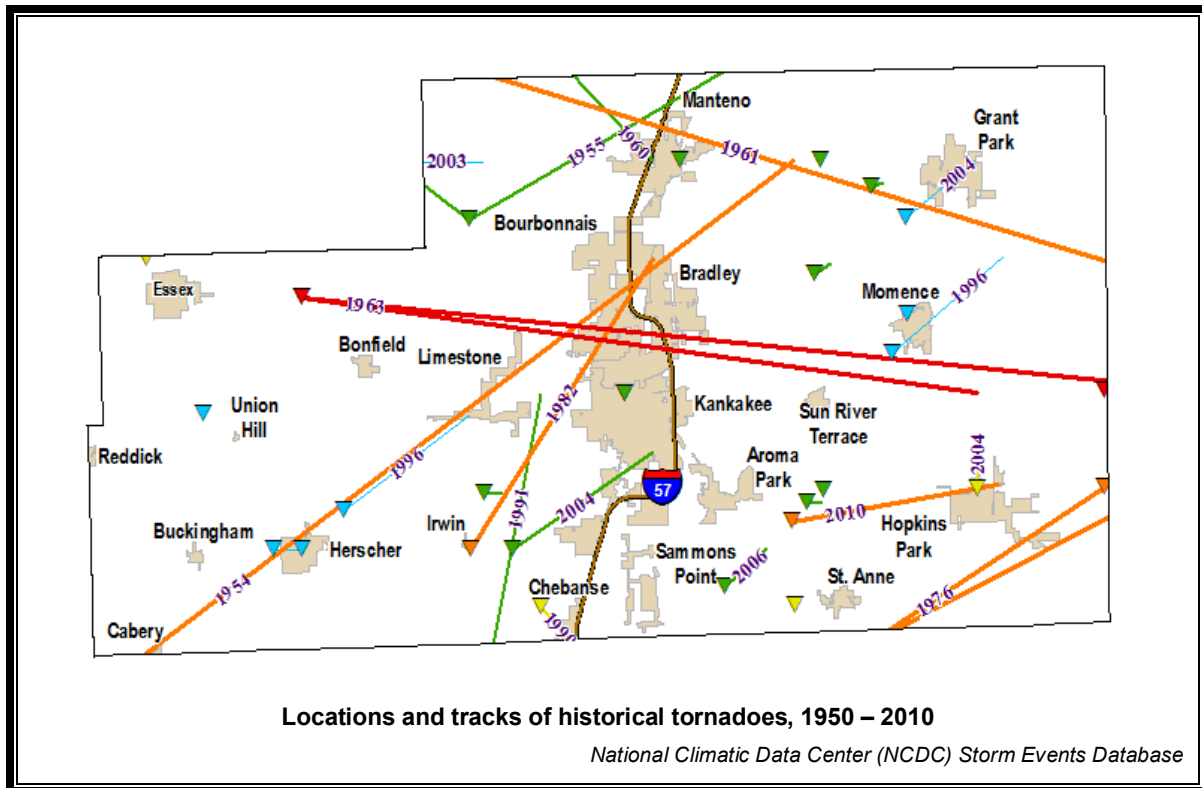 Manteno
Grant
Park
1960
1955
1961
2003
2004
Bourbonnais
Bradley
Essex
1963
Momence
1996
Bonfield
Limestone
1982
Union
Hill
Kankakee
Sun River
Terrace
Reddick
1996
Aroma
Park
2004
57
1991
2004
2010
Irwin
Hopkins
Park
Buckingham
Herscher
Sammons
Point
2006
St. Anne
1954
Chebanse
1976
1990
Cabery
Locations and tracks of historical tornadoes, 1950 – 2010
National Climatic Data Center (NCDC) Storm Events Database